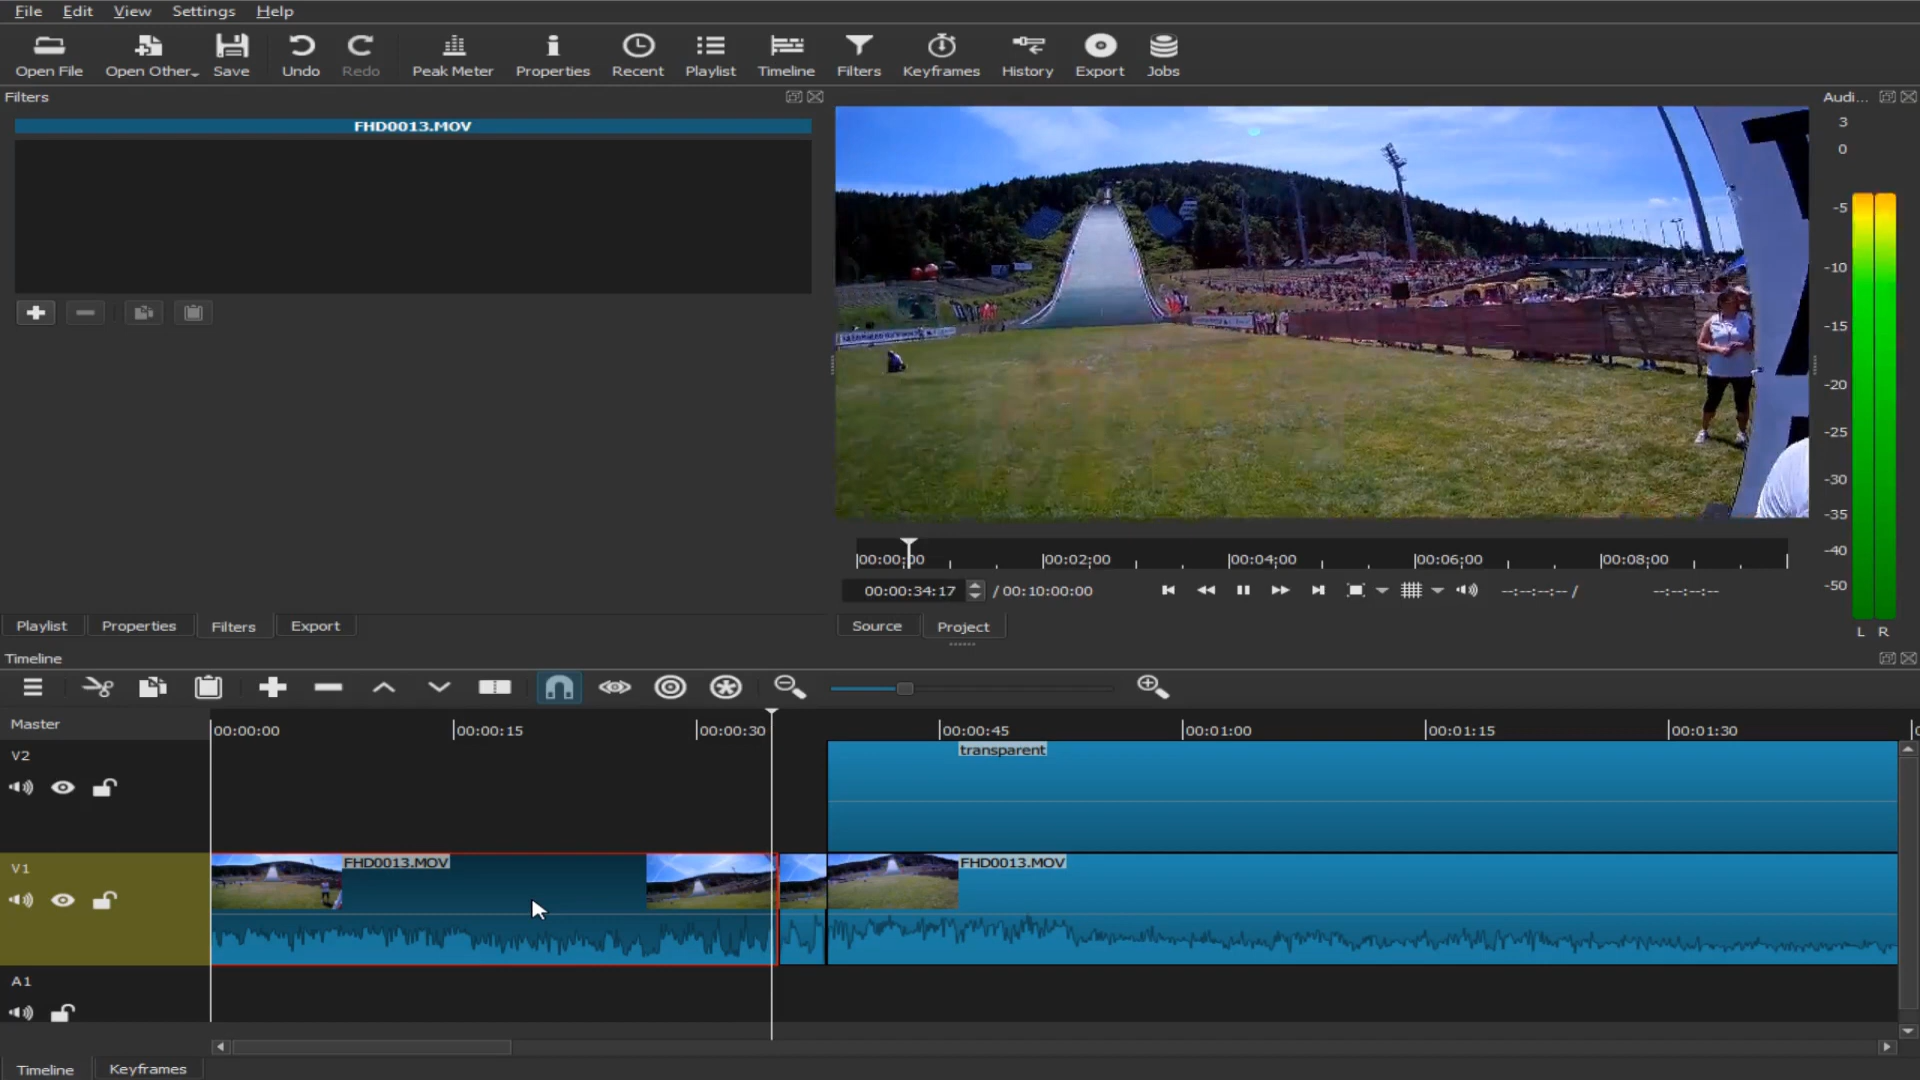 File Edit View Settings Help
Open File Open Other... Save Undo Redo Peak Meter Properties Recent Playlist Timeline Filters Keyframes History Export Jobs
Filters
Audi...
FHD0013.MOV
3
0
-5
-10
-15
-20
-25
-30
-35
-40
-50
L R
00:00:00 00:02:00 00:04:00 00:06:00 00:08:00
00:00:34:17 / 00:10:00:00 --:--:--:-- / --:--:--:--
Playlist Properties Filters Export
Source Project
Timeline
Master
00:00:00 00:00:15 00:00:30 00:00:45 00:01:00 00:01:15 00:01:30
V2
transparent
V1
FHD0013.MOV FHD0013.MOV
A1
Timeline Keyframes